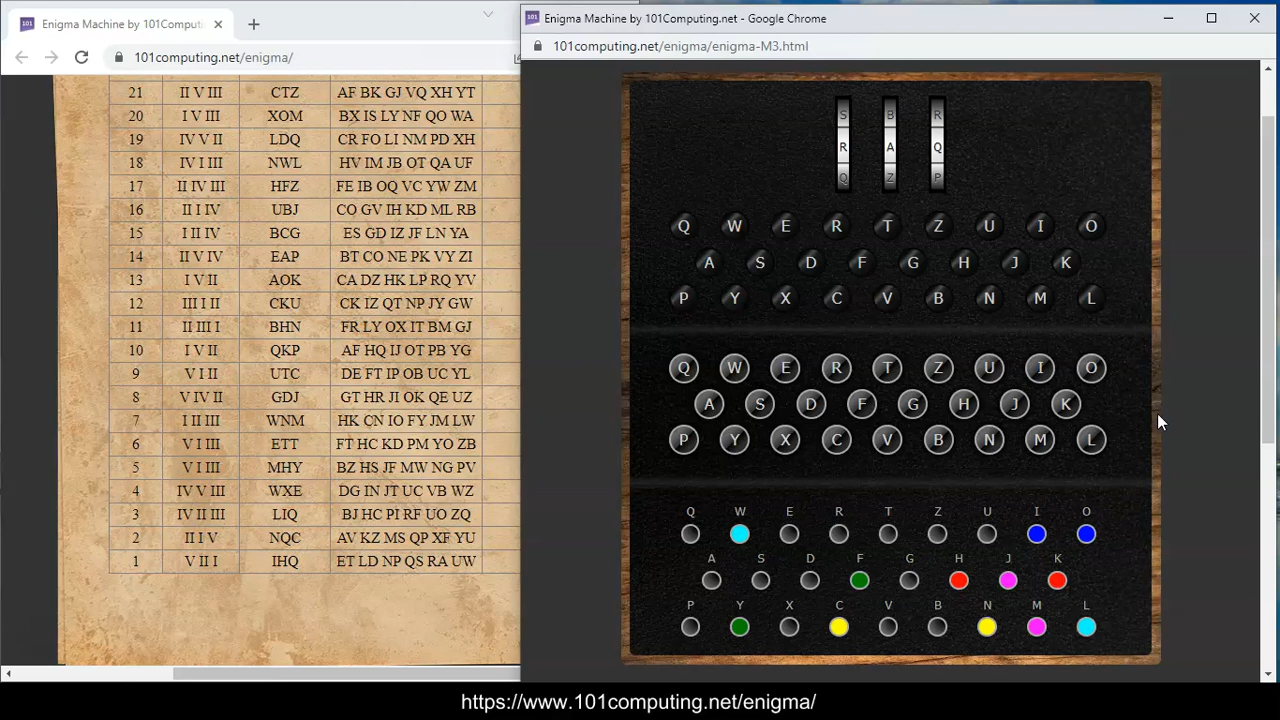 Enigma Machine by 101Comput
101computing.net/enigma/
21 II V III CTZ AF BK GJ VQ XH YT
20 I V III XOM BX IS LY NF QO WA
19 IV V II LDQ CR FO LI NM PD XH
18 IV I III NWL HV IM JB OT QA UF
17 II IV III HFZ FE IB OQ VC YW ZM
16 II I IV UBJ CO GV IH KD ML RB
15 I II IV BCG ES GD IZ JF LN YA
14 II V IV EAP BT CO NE PK VY ZI
13 I V II AOK CA DZ HK LP RQ YV
12 III I II CKU CK IZ QT NP JY GW
11 II III I BHN FR LY OX IT BM GJ
10 I V II QKP AF HQ IJ OT PB YG
9 V I II UTC DE FT IP OB UC YL
8 V IV II GDJ GT HR JI OK QE UZ
7 I II III WNM HK CN IO FY JM LW
6 V I III ETT FT HC KD PM YO ZB
5 V I III MHY BZ HS JF MW NG PV
4 IV V III WXE DG IN JT UC VB WZ
3 IV II III LIQ BJ HC PI RF UO ZQ
2 II I V NQC AV KZ MS QP XF YU
1 V II I IHQ ET LD NP QS RA UW
Enigma Machine by 101Computing.net - Google Chrome
101computing.net/enigma/enigma-M3.html
S B R
R A Q
Q Z P
Q W E R T Z U I O
A S D F G H J K
P Y X C V B N M L
Q W E R T Z U I O
A S D F G H J K
P Y X C V B N M L
Q W E R T Z U I O
A S D F G H J K
P Y X C V B N M L
https://www.101computing.net/enigma/